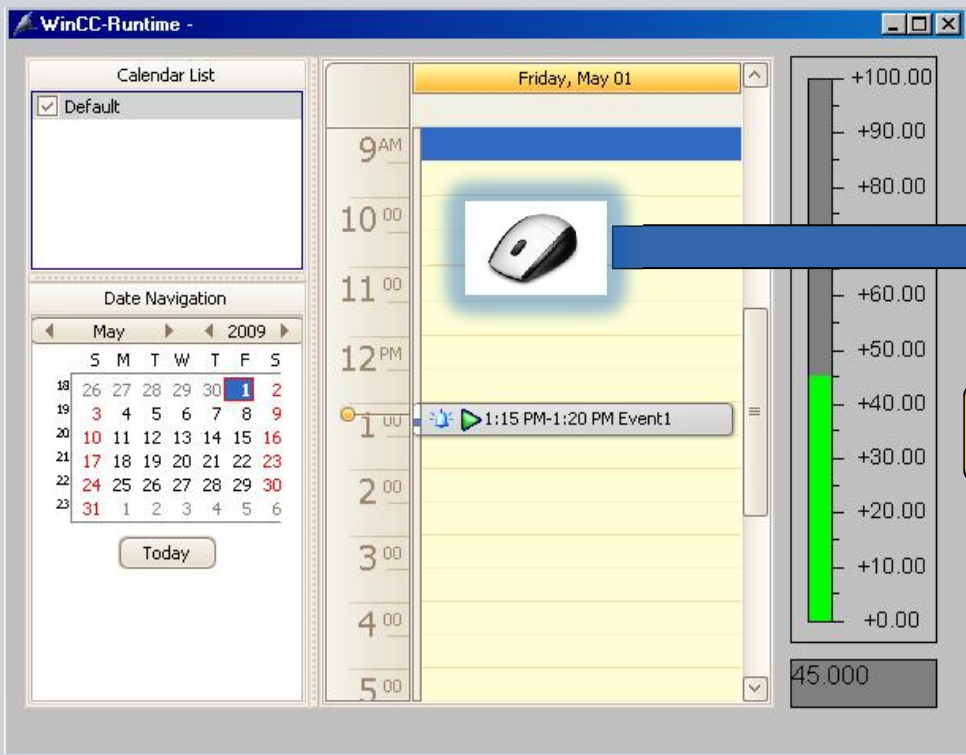 WinCC-Runtime -
Calendar List
Default
Date Navigation
May 2009
S M T W T F S
18 26 27 28 29 30 1 2
19 3 4 5 6 7 8 9
20 10 11 12 13 14 15 16
21 17 18 19 20 21 22 23
22 24 25 26 27 28 29 30
23 31 1 2 3 4 5 6
Today
Friday, May 01
9 AM
10 00
11 00
12 PM
1 00
1:15 PM-1:20 PM Event1
2 00
3 00
4 00
5 00
+100.00
+90.00
+80.00
+60.00
+50.00
+40.00
+30.00
+20.00
+10.00
+0.00
45.000